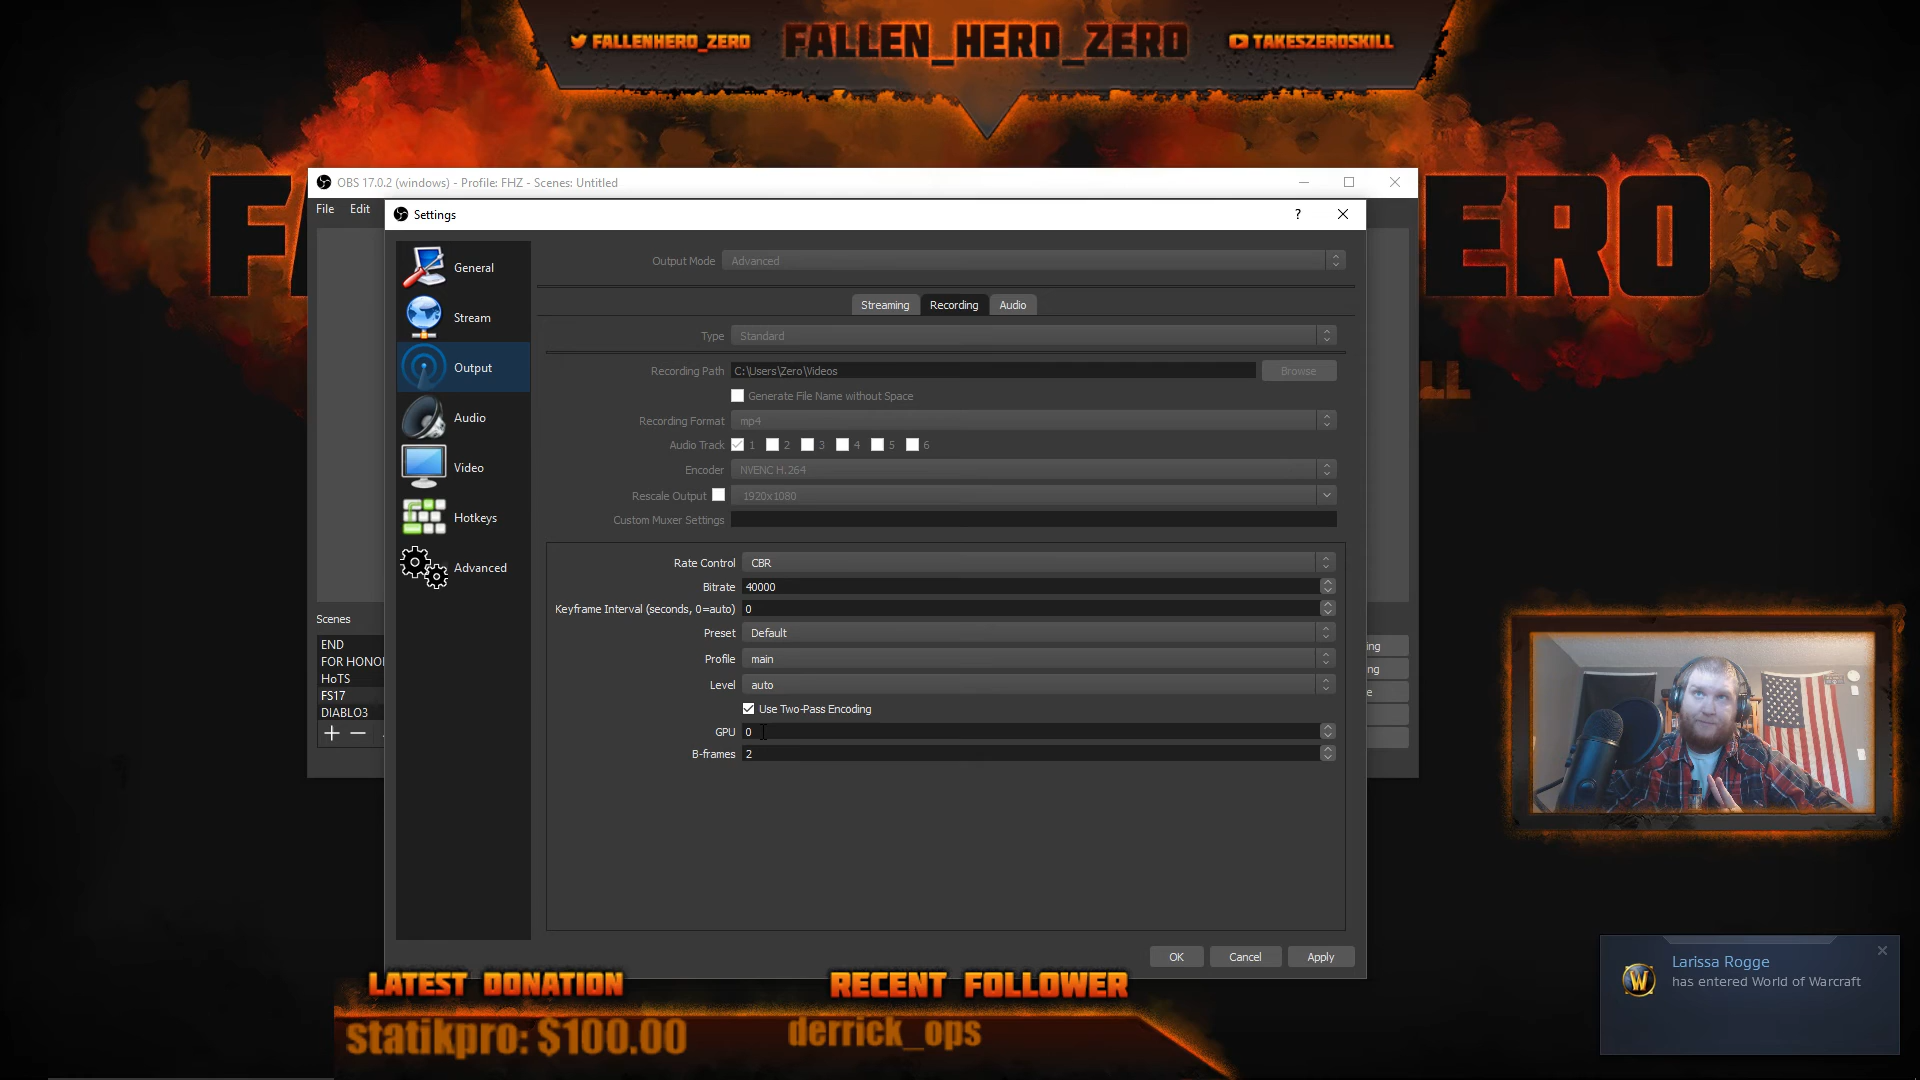 FALLENHERO_ZERO
FALLEN_HERO_ZERO
TAKESZEROSKILL
ERO
OBS 17.0.2 (windows) - Profile: FHZ - Scenes: Untitled
File Edit
Settings
General
Stream
Output
Audio
Video
Hotkeys
Advanced
Output Mode Advanced
Streaming Recording Audio
Type Standard
Recording Path C:\Users\Zero\Videos Browse
Generate File Name without Space
Recording Format mp4
Audio Track 1 2 3 4 5 6
Encoder NVENC H.264
Rescale Output 1920x1080
Custom Muxer Settings
Rate Control CBR
Bitrate 40000
Keyframe Interval (seconds, 0=auto) 0
Preset Default
Profile main
Level auto
Use Two-Pass Encoding
GPU 0
B-frames 2
OK Cancel Apply
Scenes
END
FOR HONO
HoTS
FS17
DIABLO3
ing
ng
e
LL
LATEST DONATION
statikpro: $100.00
RECENT FOLLOWER
derrick_ops
Larissa Rogge
has entered World of Warcraft